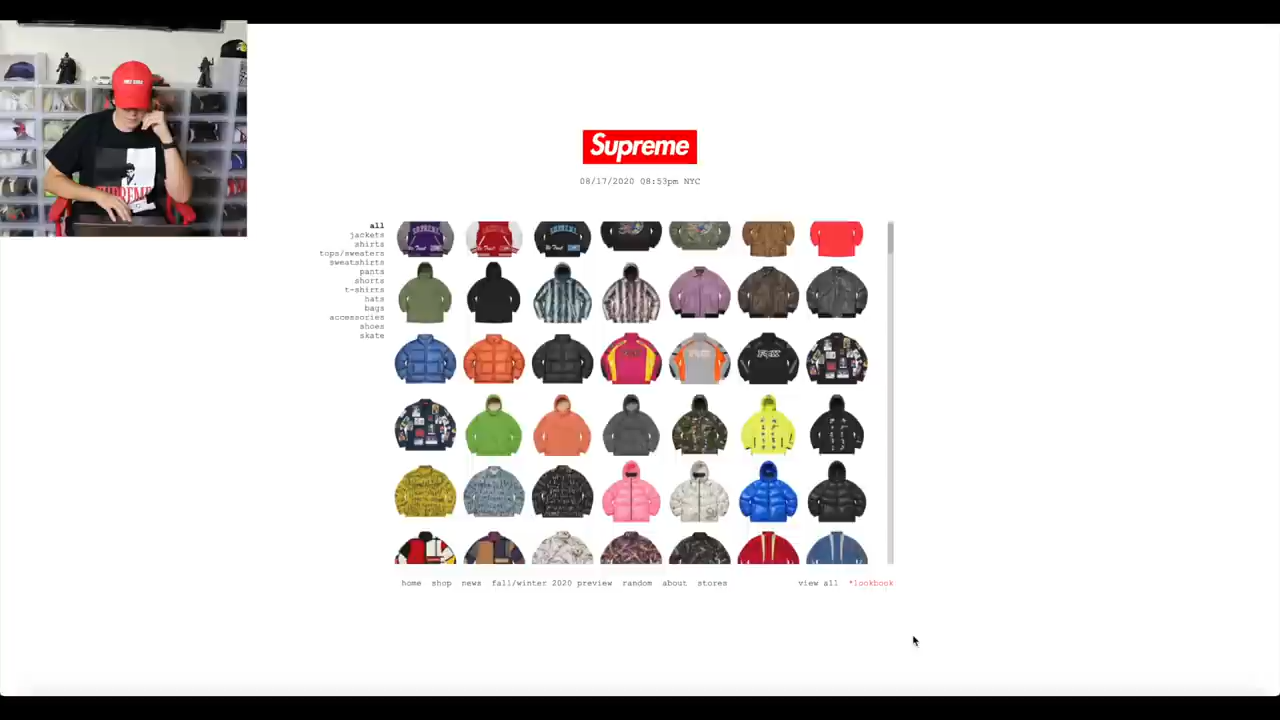 Supreme
08/17/2020 08:53pm NYC
all
jackets
shirts
tops/sweaters
sweatshirts
pants
shorts
t-shirts
hats
bags
accessories
shoes
skate
home shop news fall/winter 2020 preview random about stores
view all *lookbook